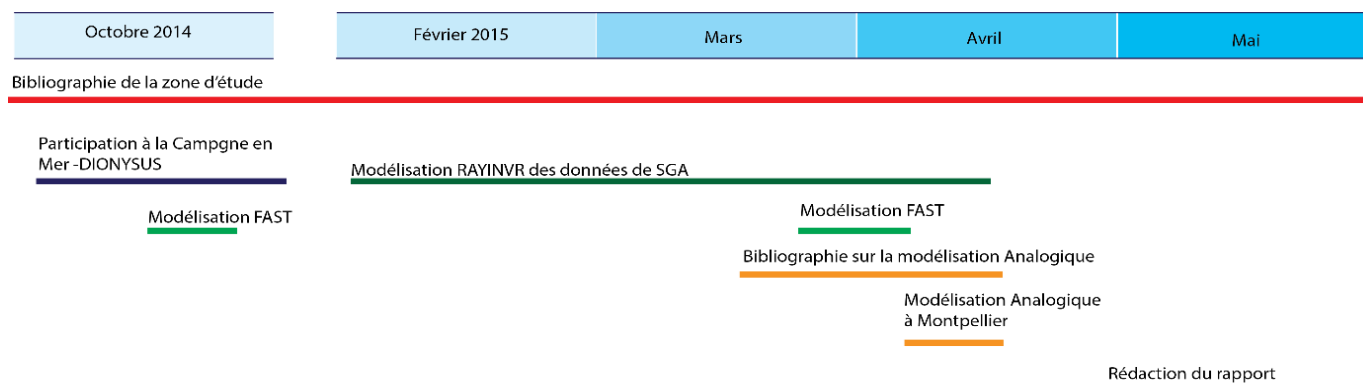 Octobre 2014
Février 2015
Mars
Avril
Mai
Bibliographie de la zone d'étude
Participation à la Campgne en
Mer -DIONYSUS
Modélisation RAYINVR des données de SGA
Modélisation FAST
Modélisation FAST
Bibliographie sur la modélisation Analogique
Modélisation Analogique
à Montpellier
Rédaction du rapport